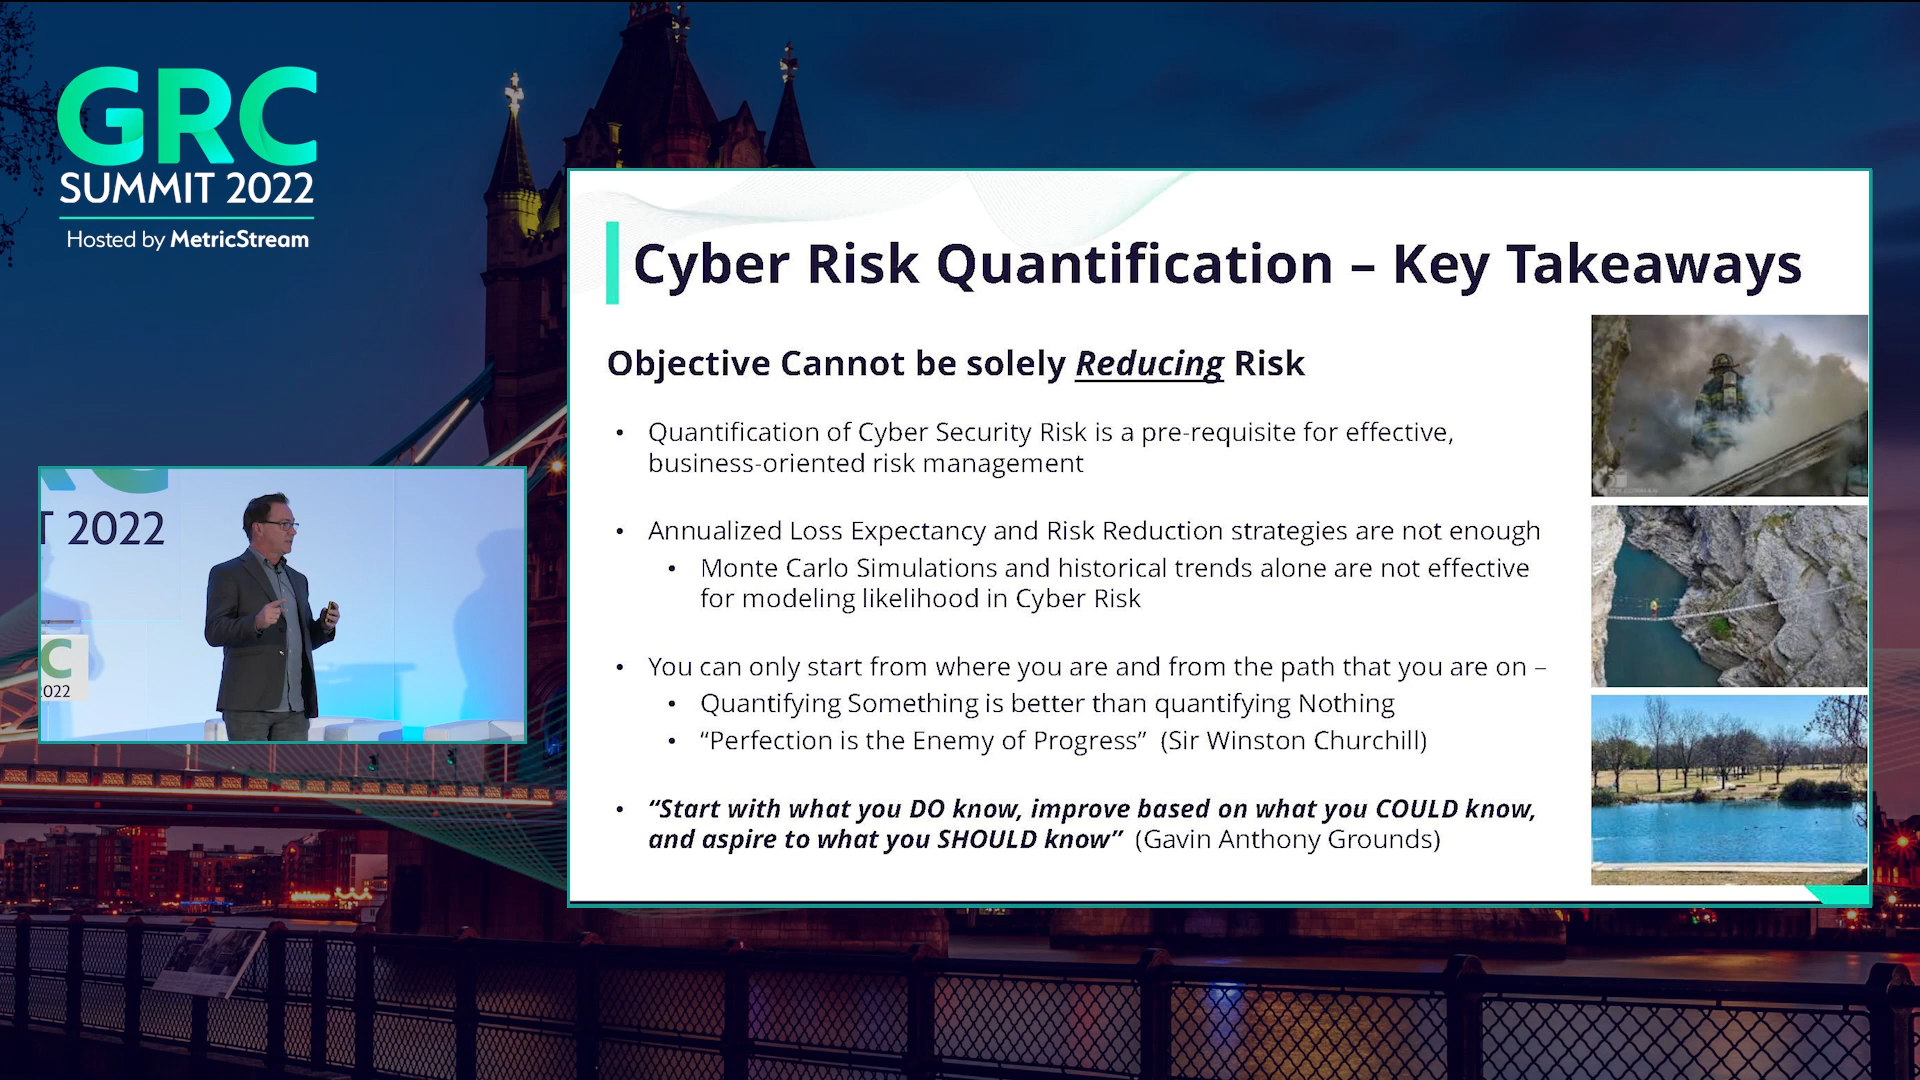 GRC
SUMMIT 2022
Hosted by MetricStream
T 2022
C
2022
Cyber Risk Quantification – Key Takeaways
Objective Cannot be solely Reducing Risk
• Quantification of Cyber Security Risk is a pre-requisite for effective,
business-oriented risk management
• Annualized Loss Expectancy and Risk Reduction strategies are not enough
• Monte Carlo Simulations and historical trends alone are not effective
for modeling likelihood in Cyber Risk
• You can only start from where you are and from the path that you are on –
• Quantifying Something is better than quantifying Nothing
• “Perfection is the Enemy of Progress” (Sir Winston Churchill)
• “Start with what you DO know, improve based on what you COULD know,
and aspire to what you SHOULD know” (Gavin Anthony Grounds)